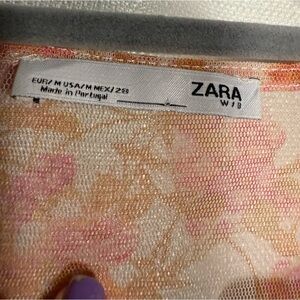 EUR/M USA/M MEX/28
Made in Portugal
ZARA
W/B